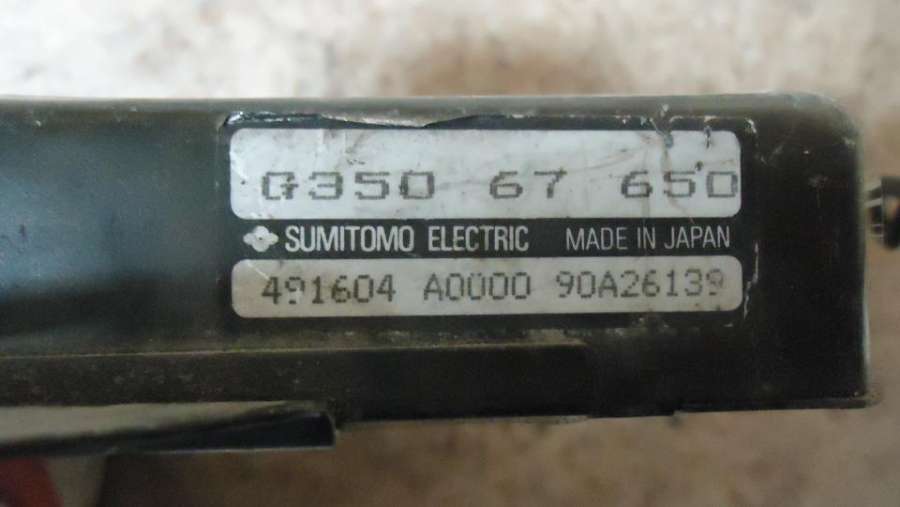 G350 67 650
SUMITOMO ELECTRIC MADE IN JAPAN
491604 A0000 90A26139